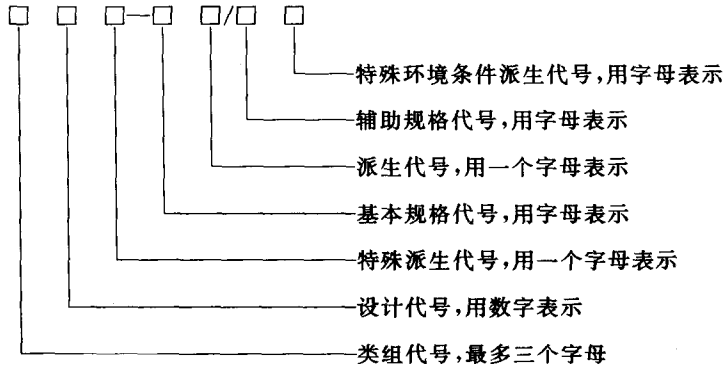 □ □ □—□ □/□ □
特殊环境条件派生代号,用字母表示
辅助规格代号,用字母表示
派生代号,用一个字母表示
基本规格代号,用字母表示
特殊派生代号,用一个字母表示
设计代号,用数字表示
类组代号,最多三个字母